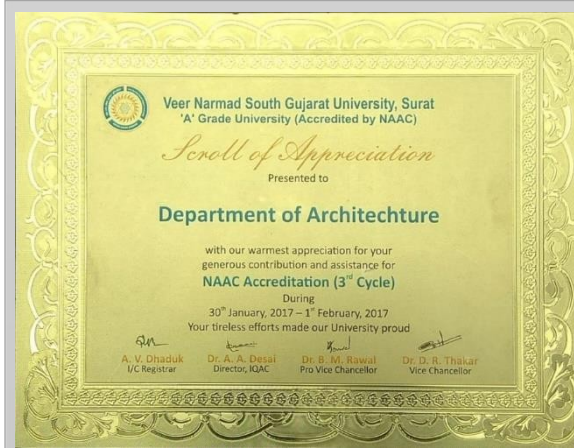 Veer Narmad South Gujarat University, Surat
'A' Grade University (Accredited by NAAC)
Scroll of Appreciation
Presented to
Department of Architechture
with our warmest appreciation for your
generous contribution and assistance for
NAAC Accreditation (3rd Cycle)
During
30th January, 2017 – 1st February, 2017
Your tireless efforts made our University proud
A. V. Dhaduk Dr. A. A. Desai Dr. B. M. Rawal Dr. D. R. Thakar
I/C Registrar Director, IQAC Pro Vice Chancellor Vice Chancellor